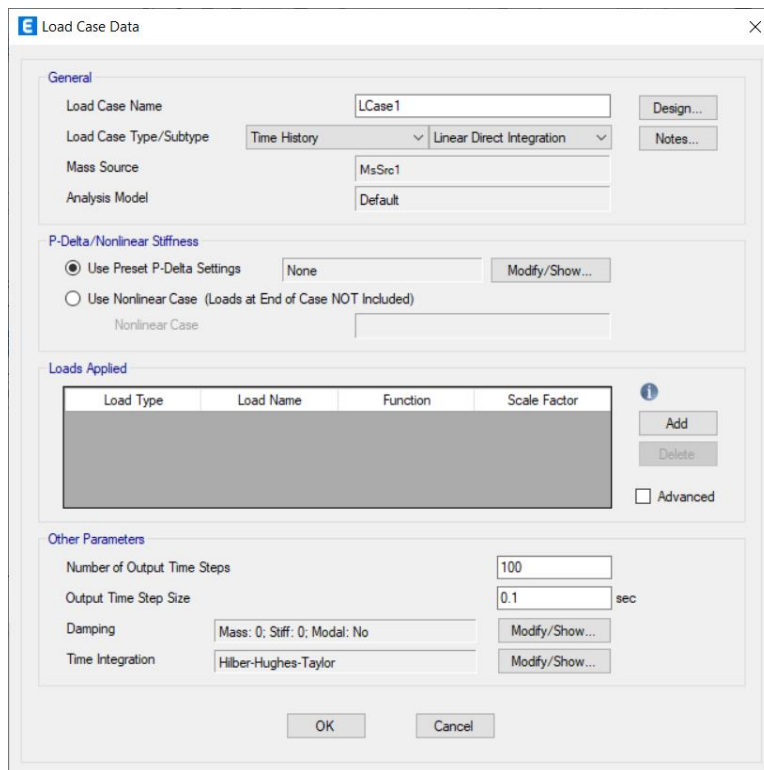 E Load Case Data
General
Load Case Name LCase1 Design...
Load Case Type/Subtype Time History Linear Direct Integration Notes...
Mass Source MsSrc1
Analysis Model Default
P-Delta/Nonlinear Stiffness
Use Preset P-Delta Settings None Modify/Show...
Use Nonlinear Case (Loads at End of Case NOT Included)
Nonlinear Case
Loads Applied
Load Type Load Name Function Scale Factor
i
Add
Delete
Advanced
Other Parameters
Number of Output Time Steps 100
Output Time Step Size 0.1 sec
Damping Mass: 0; Stiff: 0; Modal: No Modify/Show...
Time Integration Hilber-Hughes-Taylor Modify/Show...
OK Cancel